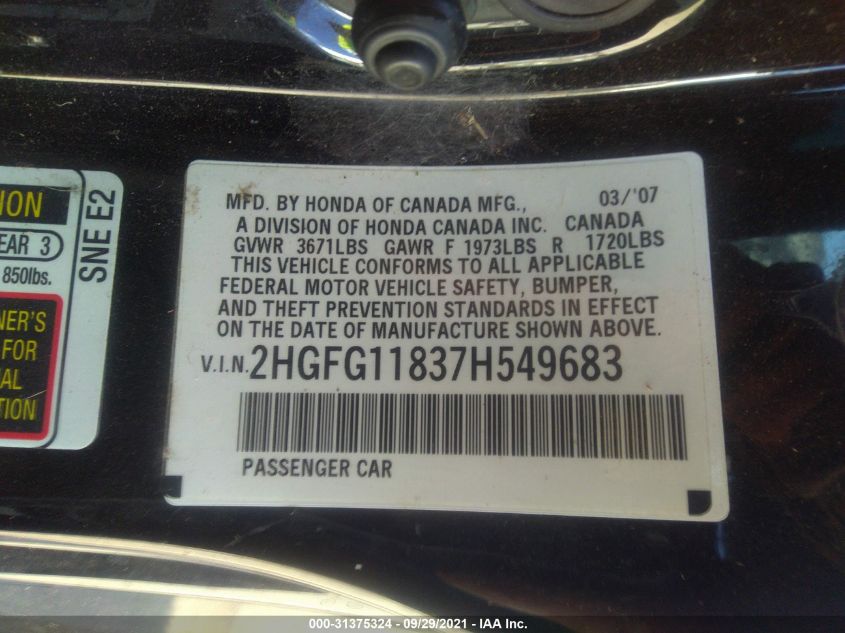 ION
EAR 3
850lbs.
SNE E2
NER'S
FOR
AL
TION
MFD. BY HONDA OF CANADA MFG., 03/'07
A DIVISION OF HONDA CANADA INC. CANADA
GVWR 3671LBS GAWR F 1973LBS R 1720LBS
THIS VEHICLE CONFORMS TO ALL APPLICABLE
FEDERAL MOTOR VEHICLE SAFETY, BUMPER,
AND THEFT PREVENTION STANDARDS IN EFFECT
ON THE DATE OF MANUFACTURE SHOWN ABOVE.
V.I.N. 2HGFG11837H549683
PASSENGER CAR
000-31375324 - 09/29/2021 - IAA Inc.